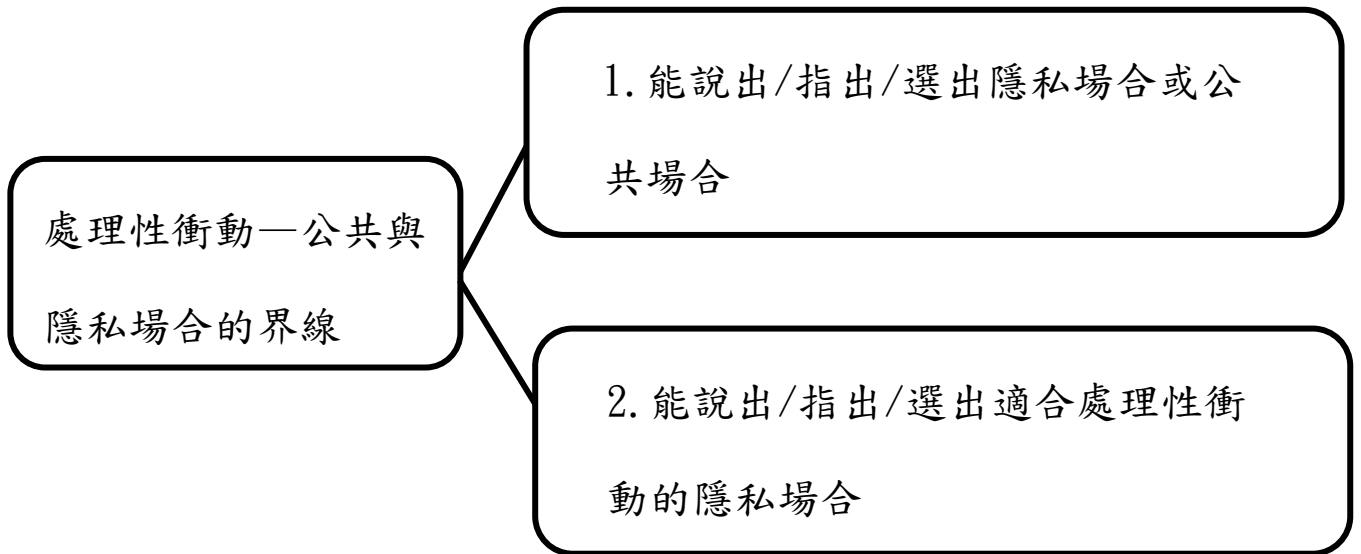 處理性衝動—公共與
隱私場合的界線
1.能說出/指出/選出隱私場合或公
共場合
2.能說出/指出/選出適合處理性衝
動的隱私場合